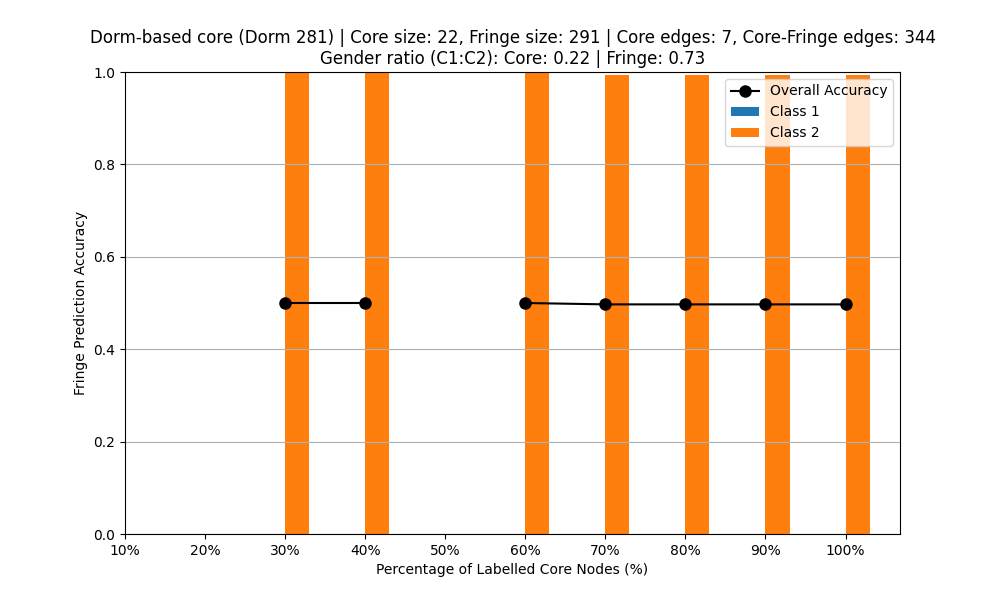 Dorm-based core (Dorm 281) | Core size: 22, Fringe size: 291 | Core edges: 7, Core-Fringe edges: 344
Gender ratio (C1:C2): Core: 0.22 | Fringe: 0.73
1.0
0.8
0.6
0.4
0.2
0.0
Fringe Prediction Accuracy
Overall Accuracy
Class 1
Class 2
10% 20% 30% 40% 50% 60% 70% 80% 90% 100%
Percentage of Labelled Core Nodes (%)